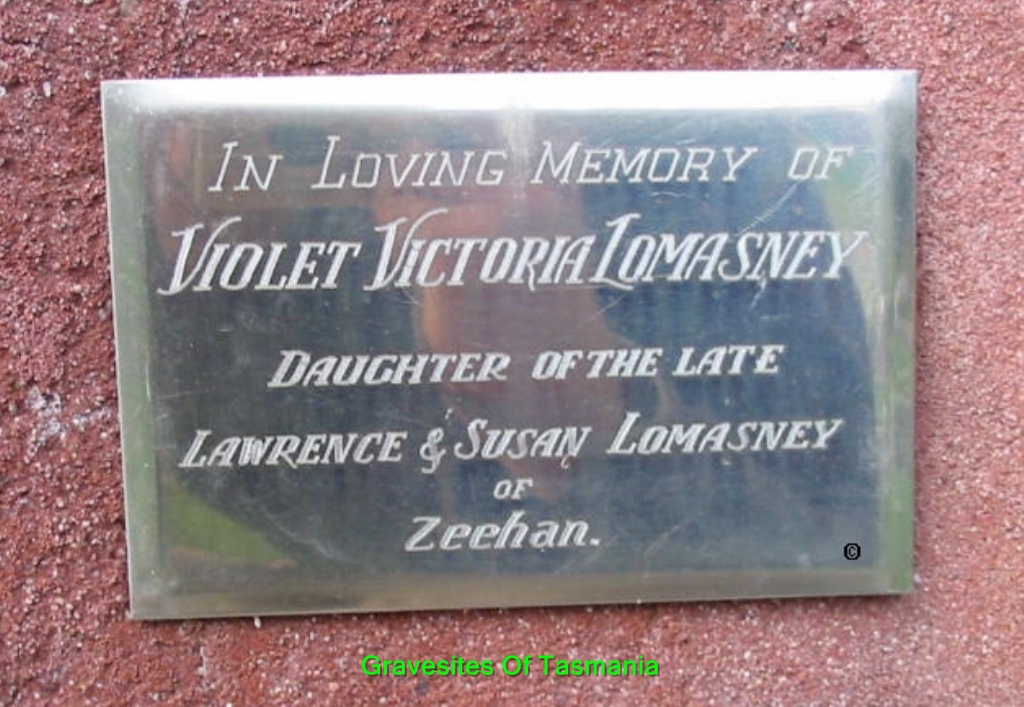 IN LOVING MEMORY OF
VIOLET VICTORIA LOMASNEY
DAUGHTER OF THE LATE
LAWRENCE & SUSAN LOMASNEY
OF
Zeehan.
©
Gravesites Of Tasmania